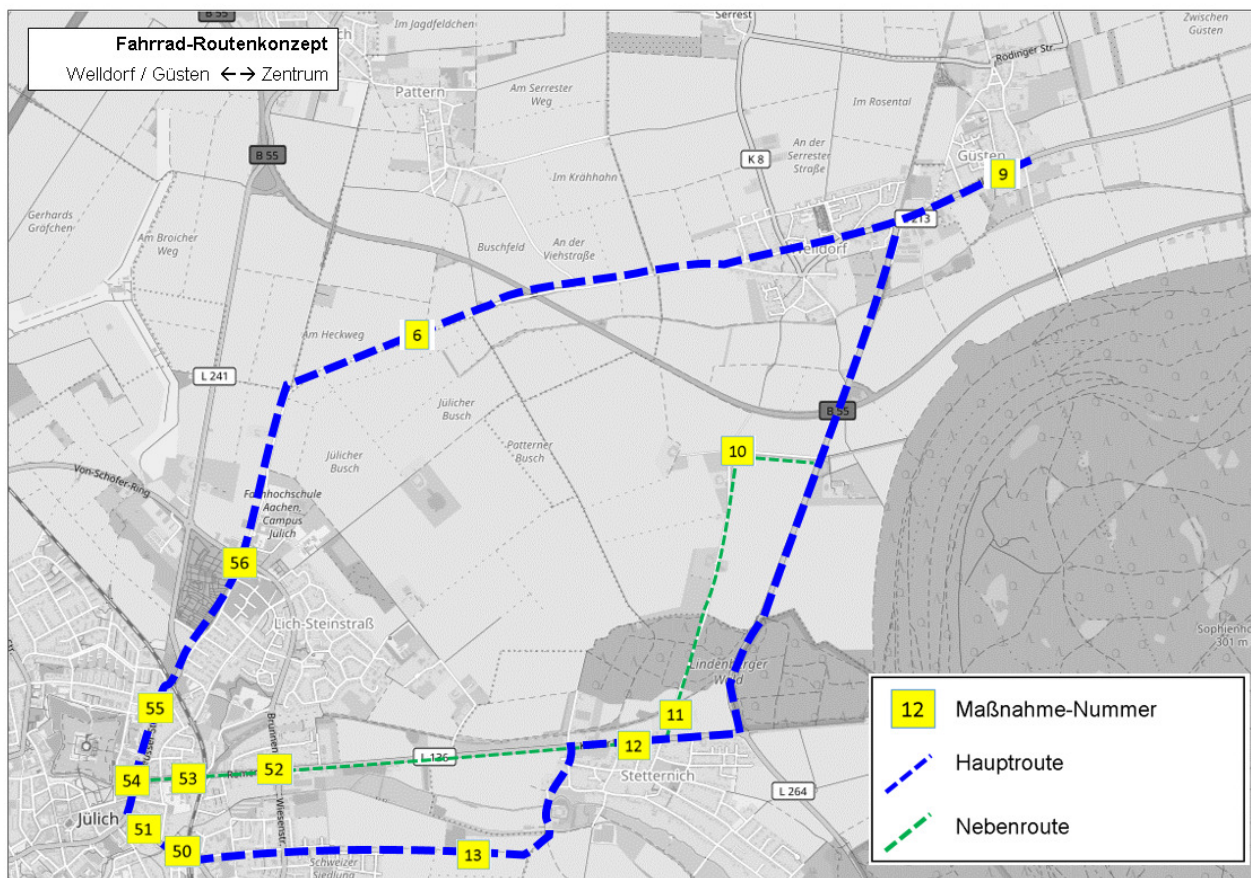 B 55
Im Jagdfeldchen
Serrest
Zwischen
Güsten
Fahrrad-Routenkonzept
Welldorf / Güsten ←→ Zentrum
Rödinger Str.
Pattern
Am Serrester
Weg
Im Rosental
B 55
K 8
An der
Serrester
Straße
Güsten
Im Krähhahn
9
Gerhards
Gräfchen
Am Broicher
Weg
Buschfeld
An der
Viehstraße
213
Welldorf
Am Heckweg
6
L 241
Jülicher
Busch
B 55
Patterner
Busch
10
Jülicher
Busch
Von-Schöfer-Ring
Fachhochschule
Aachen,
Campus
Jülich
56
Lich-Steinstraß
Sophienhö
301 m
Lindenberger
Wald
55
11
12
Maßnahme-Nummer
Brunnen
12
L 136
54
53
52
Stetternich
Hauptroute
L 264
Jülich
51
Wiesenstr.
50
13
Nebenroute
Schweizer
Siedlung